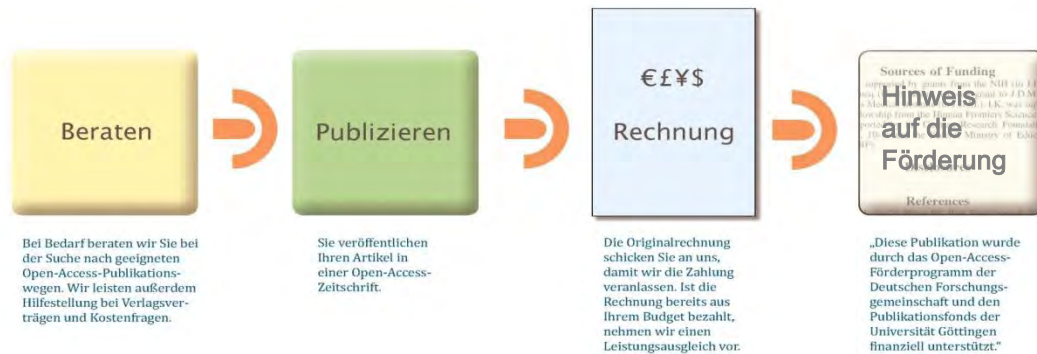 Beraten
Bei Bedarf beraten wir Sie bei
der Suche nach geeigneten
Open-Access-Publikations-
wegen. Wir leisten außerdem
Hilfestellung bei Verlagsver-
trägen und Kostenfragen.
Publizieren
Sie veröffentlichen
Ihren Artikel in
einer Open-Access-
Zeitschrift.
€£¥$
Rechnung
Die Originalrechnung
schicken Sie an uns,
damit wir die Zahlung
veranlassen. Ist die
Rechnung bereits aus
Ihrem Budget bezahlt,
nehmen wir einen
Leistungsausgleich vor.
Sources of Funding
Hinweis
auf die
Förderung
References
„Diese Publikation wurde
durch das Open-Access-
Förderprogramm der
Deutschen Forschungs-
gemeinschaft und den
Publikationsfonds der
Universität Göttingen
finanziell unterstützt.“